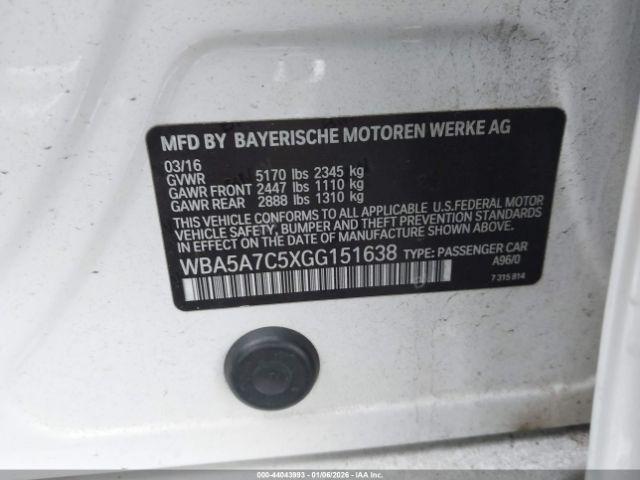 MFD BY BAYERISCHE MOTOREN WERKE AG
03/16
GVWR 5170 lbs 2345 kg
GAWR FRONT 2447 lbs 1110 kg
GAWR REAR 2888 lbs 1310 kg
THIS VEHICLE CONFORMS TO ALL APPLICABLE U.S.FEDERAL MOTOR
VEHICLE SAFETY, BUMPER, AND THEFT PREVENTION STANDARDS
IN EFFECT ON THE DATE OF MANUFACTURE SHOWN ABOVE.
WBA5A7C5XGG151638 TYPE: PASSENGER CAR
A96/0
7 315 814
000-44043993 - 01/06/2026 - IAA Inc.